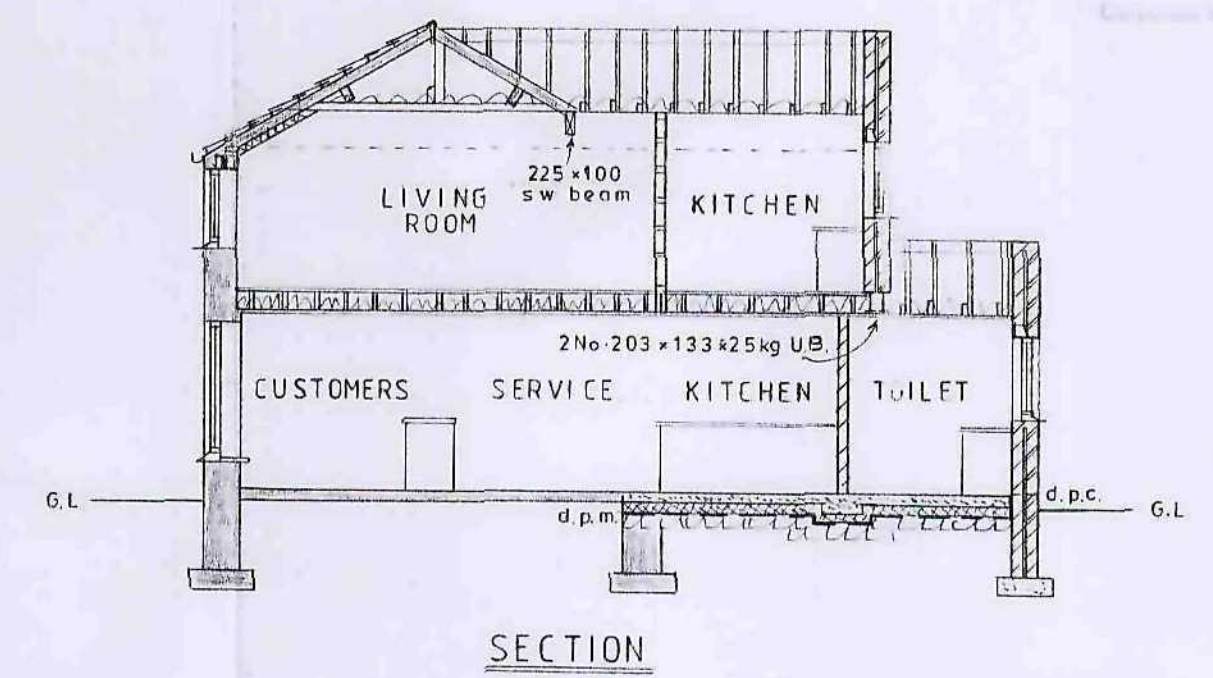 225 × 100
sw beam
LIVING
ROOM
KITCHEN
2No·203 × 133 × 25kg U.B.
CUSTOMERS
SERVICE
KITCHEN
TOILET
G.L
d.p.m.
d.p.c.
G.L
SECTION